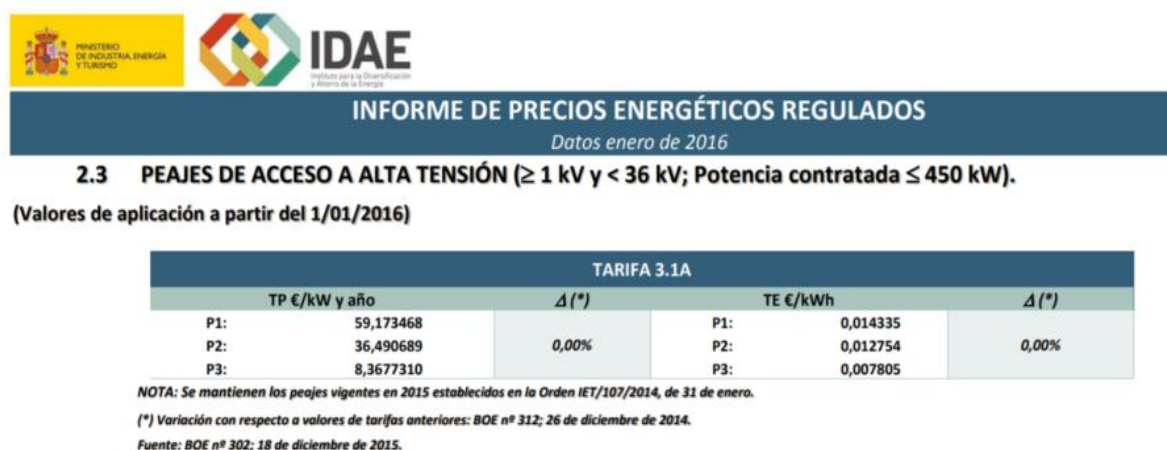 MINISTERIO
DE INDUSTRIA, ENERGÍA
Y TURISMO
IDAE
Instituto para la Diversificación
y Ahorro de la Energía
INFORME DE PRECIOS ENERGÉTICOS REGULADOS
Datos enero de 2016
2.3 PEAJES DE ACCESO A ALTA TENSIÓN (≥ 1 kV y < 36 kV; Potencia contratada ≤ 450 kW).
(Valores de aplicación a partir del 1/01/2016)
TARIFA 3.1A
TP €/kW y año Δ (*) TE €/kWh Δ (*)
P1: 59,173468 P1: 0,014335
P2: 36,490689 0,00% P2: 0,012754 0,00%
P3: 8,3677310 P3: 0,007805
NOTA: Se mantienen los peajes vigentes en 2015 establecidos en la Orden IET/107/2014, de 31 de enero.
(*) Variación con respecto a valores de tarifas anteriores: BOE nº 312; 26 de diciembre de 2014.
Fuente: BOE nº 302; 18 de diciembre de 2015.